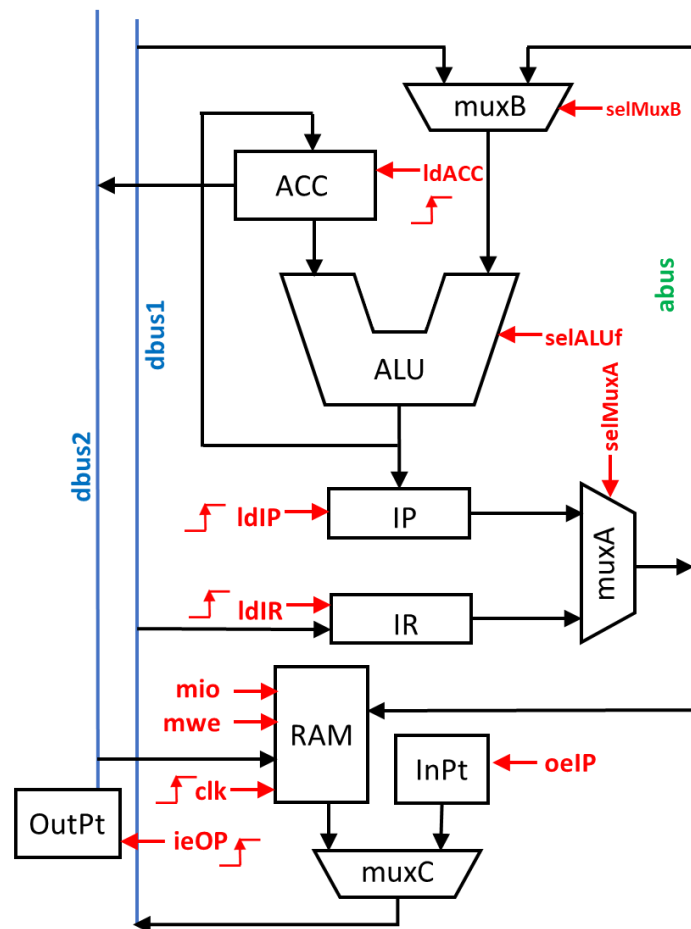 muxB
selMuxB
ACC
ldACC
abus
dbus1
selALUf
ALU
selMuxA
dbus2
ldIP
IP
muxA
ldIR
IR
mio
mwe
RAM
clk
InPt
oeIP
OutPt
ieOP
muxC